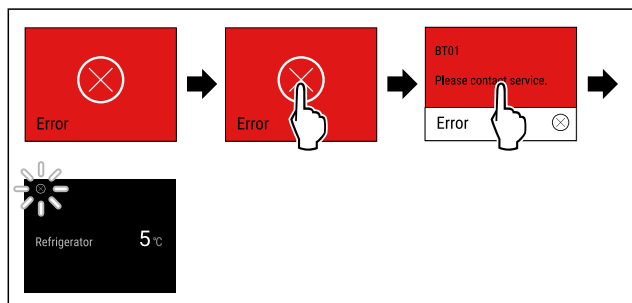 Error
Error
BT01
Please contact service.
Error
Refrigerator 5 °C